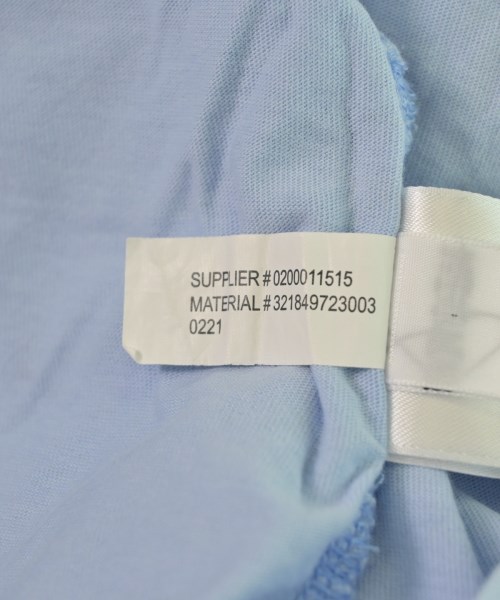 SUPPLIER # 0200011515
MATERIAL # 321849723003
0221